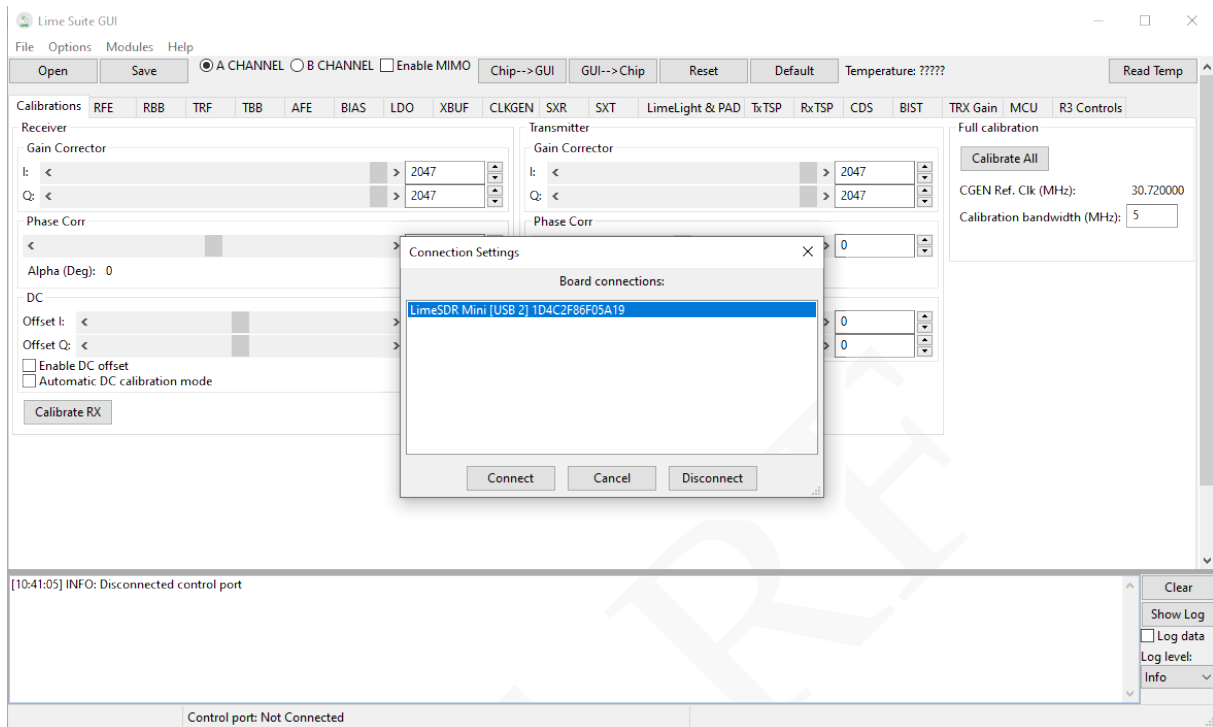 Lime Suite GUI
File Options Modules Help
Open Save A CHANNEL B CHANNEL Enable MIMO Chip-->GUI GUI-->Chip Reset Default Temperature: ????? Read Temp
Calibrations RFE RBB TRF TBB AFE BIAS LDO XBUF CLKGEN SXR SXT LimeLight & PAD TxTSP RxTSP CDS BIST TRX Gain MCU R3 Controls
Receiver
Gain Corrector
I: 2047
Q: 2047
Phase Corr
Alpha (Deg): 0
DC
Offset I:
Offset Q:
Enable DC offset
Automatic DC calibration mode
Calibrate RX
Transmitter
Gain Corrector
I: 2047
Q: 2047
Phase Corr
0
0
0
Full calibration
Calibrate All
CGEN Ref. Clk (MHz): 30.720000
Calibration bandwidth (MHz): 5
Connection Settings
Board connections:
LimeSDR Mini [USB 2] 1D4C2F86F05A19
Connect Cancel Disconnect
[10:41:05] INFO: Disconnected control port
Clear
Show Log
Log data
Log level:
Info
Control port: Not Connected